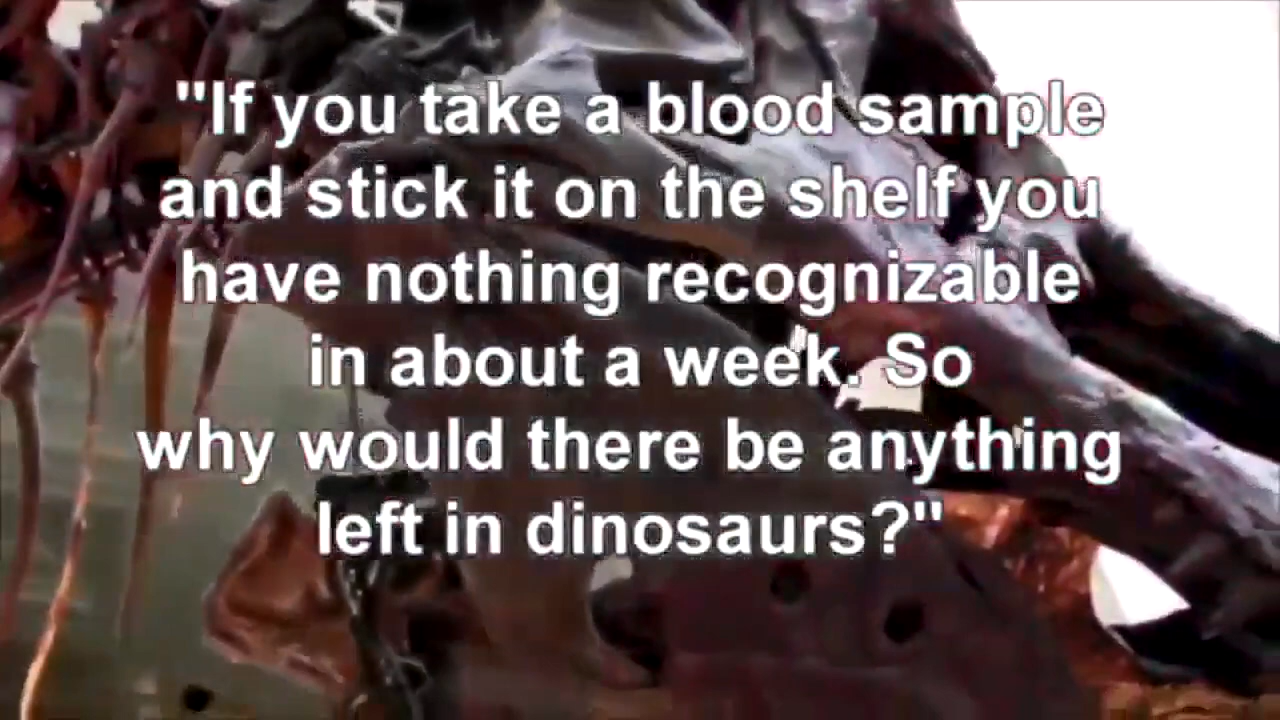 "If you take a blood sample
and stick it on the shelf you
have nothing recognizable
in about a week. So
why would there be anything
left in dinosaurs?"